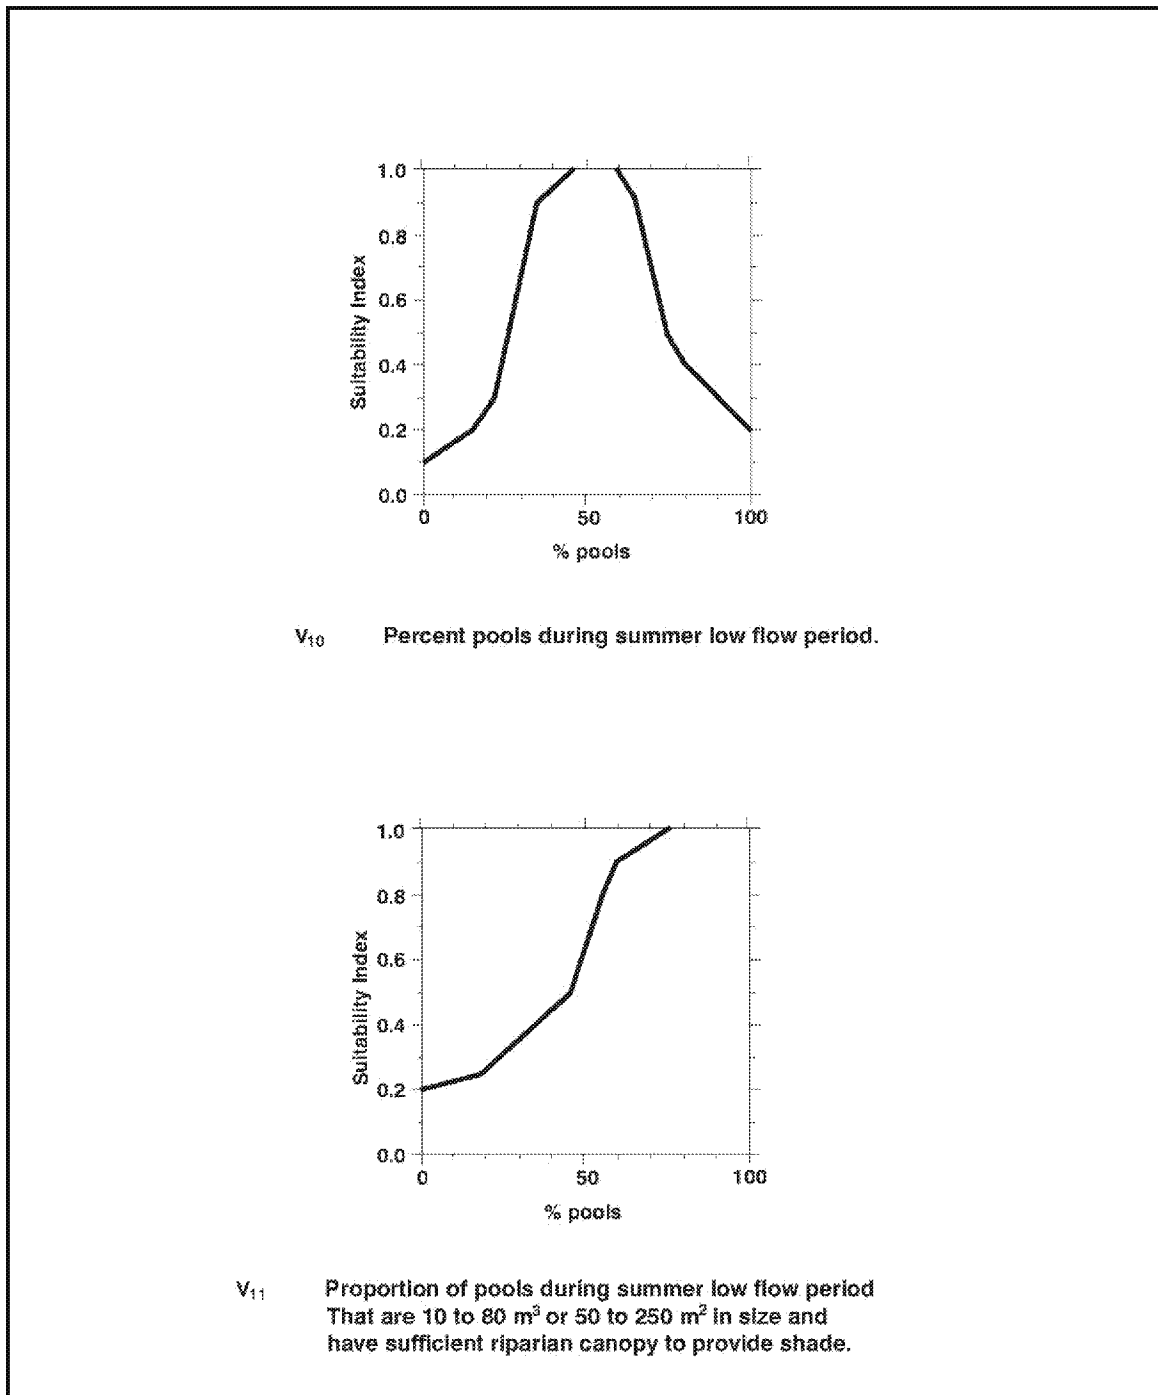 1.0
0.8
0.6
0.4
0.2
0.0
Suitability Index
0 50 100
% pools
V10 Percent pools during summer low flow period.
1.0
0.8
0.6
0.4
0.2
0.0
Suitability Index
0 50 100
% pools
V11 Proportion of pools during summer low flow period
That are 10 to 80 m³ or 50 to 250 m² in size and
have sufficient riparian canopy to provide shade.